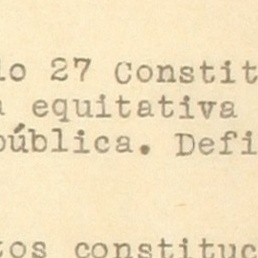 lo 27 Constit
a equitativa
pública. Defi
tos constituc